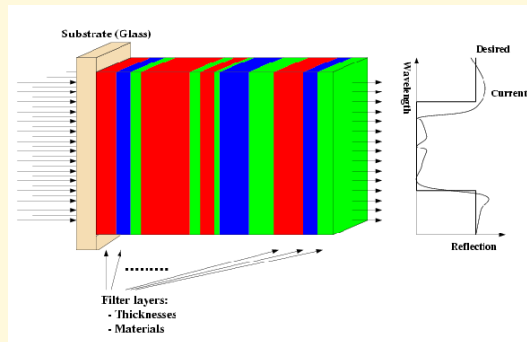 Substrate (Glass)
Desired
Wavelength
Current
Reflection
Filter layers:
- Thicknesses
- Materials